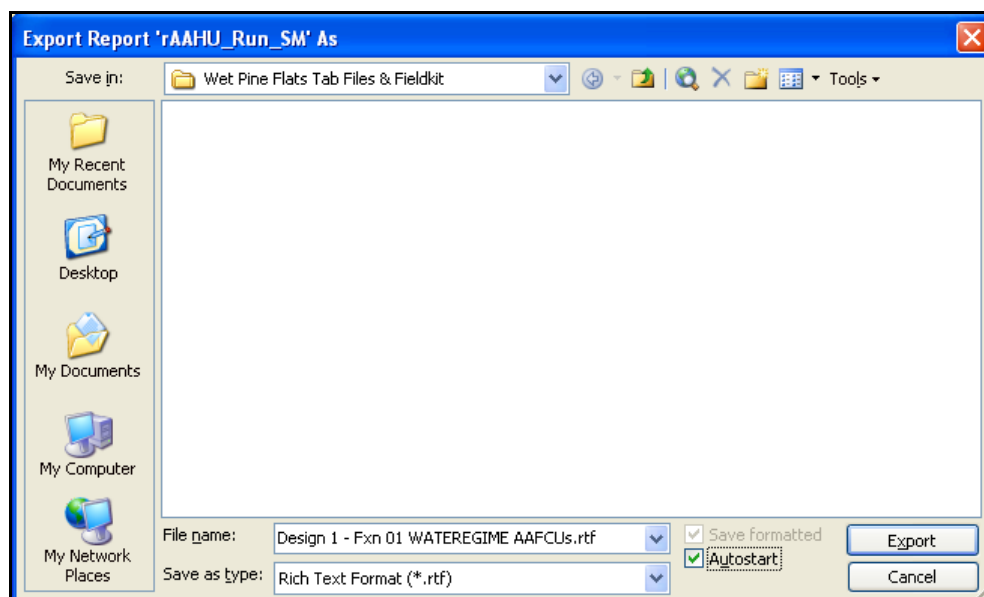 Export Report 'rAAHU_Run_SM' As
Save in:
Wet Pine Flats Tab Files & Fieldkit
Tools
My Recent
Documents
Desktop
My Documents
My Computer
My Network
Places
File name:
Design 1 - Fxn 01 WATEREGIME AAFCUs.rtf
Save as type:
Rich Text Format (*.rtf)
Save formatted
Autostart
Export
Cancel